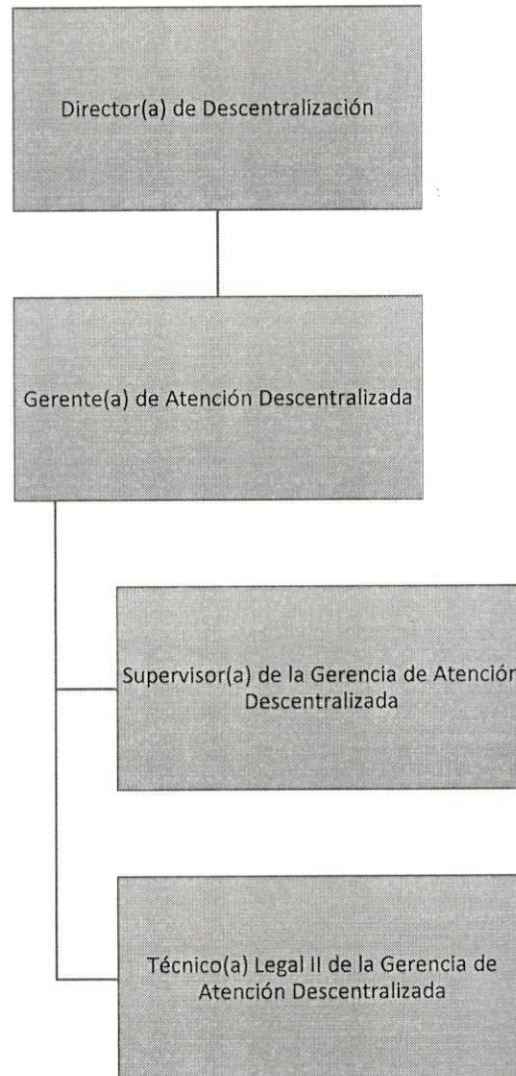 Director(a) de Descentralización
Gerente(a) de Atención Descentralizada
Supervisor(a) de la Gerencia de Atención
Descentralizada
Técnico(a) Legal II de la Gerencia de
Atención Descentralizada